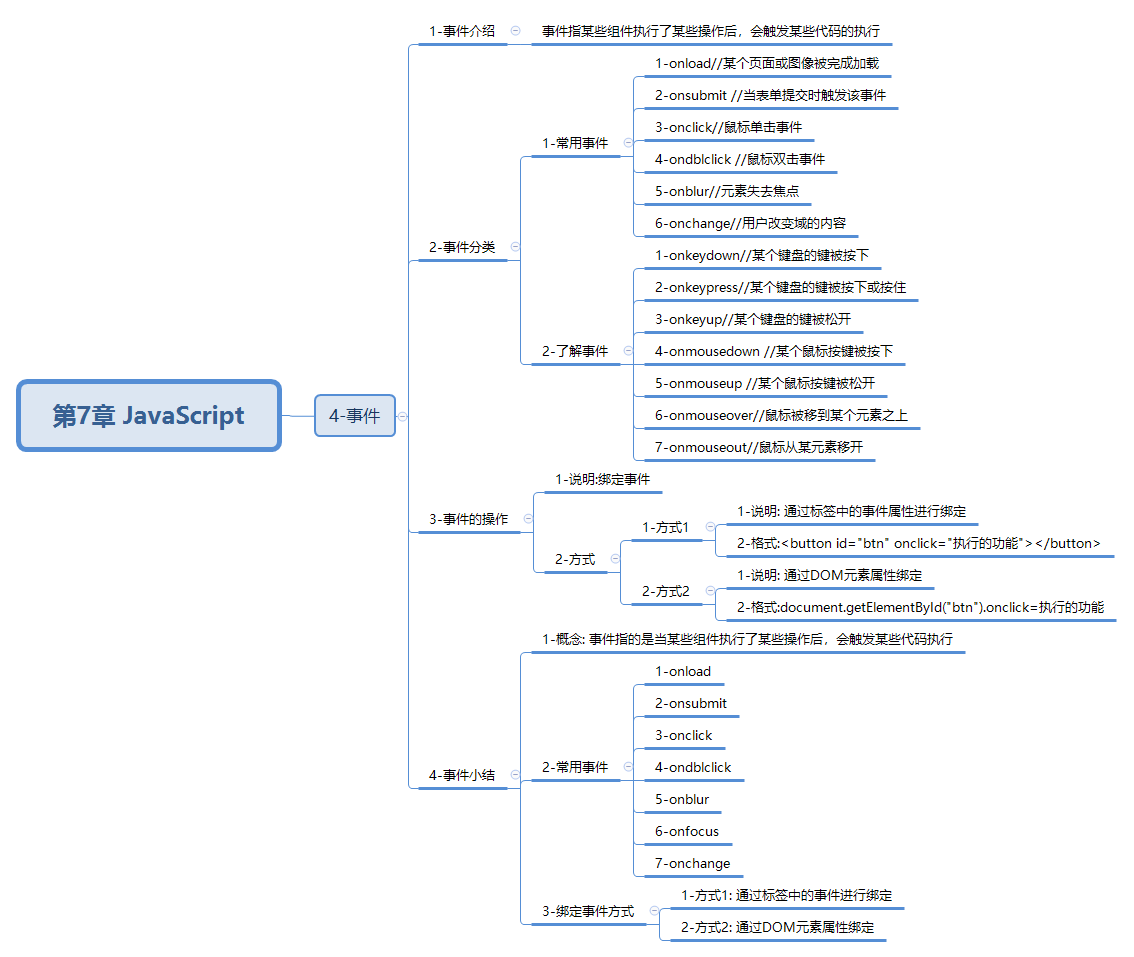 第7章 JavaScript
4-事件
1-事件介绍
事件指某些组件执行了某些操作后，会触发某些代码的执行
2-事件分类
1-常用事件
1-onload//某个页面或图像被完成加载
2-onsubmit //当表单提交时触发该事件
3-onclick//鼠标单击事件
4-ondblclick //鼠标双击事件
5-onblur//元素失去焦点
6-onchange//用户改变域的内容
2-了解事件
1-onkeydown//某个键盘的键被按下
2-onkeypress//某个键盘的键被按下或按住
3-onkeyup//某个键盘的键被松开
4-onmousedown //某个鼠标按键被按下
5-onmouseup //某个鼠标按键被松开
6-onmouseover//鼠标被移到某个元素之上
7-onmouseout//鼠标从某元素移开
3-事件的操作
1-说明:绑定事件
2-方式
1-方式1
1-说明: 通过标签中的事件属性进行绑定
2-格式:<button id="btn" onclick="执行的功能"></button>
2-方式2
1-说明: 通过DOM元素属性绑定
2-格式:document.getElementById("btn").onclick=执行的功能
4-事件小结
1-概念: 事件指的是当某些组件执行了某些操作后，会触发某些代码执行
2-常用事件
1-onload
2-onsubmit
3-onclick
4-ondblclick
5-onblur
6-onfocus
7-onchange
3-绑定事件方式
1-方式1: 通过标签中的事件进行绑定
2-方式2: 通过DOM元素属性绑定